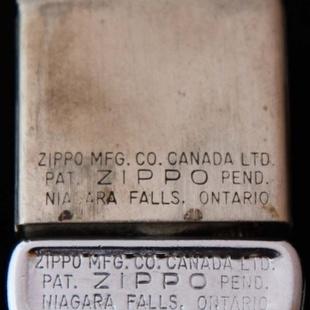 ZIPPO MFG. CO. CANADA LTD.
PAT. ZIPPO PEND.
NIAGARA FALLS, ONTARIO
ZIPPO MFG. CO. CANADA LTD.
PAT. ZIPPO PEND.
NIAGARA FALLS, ONTARIO